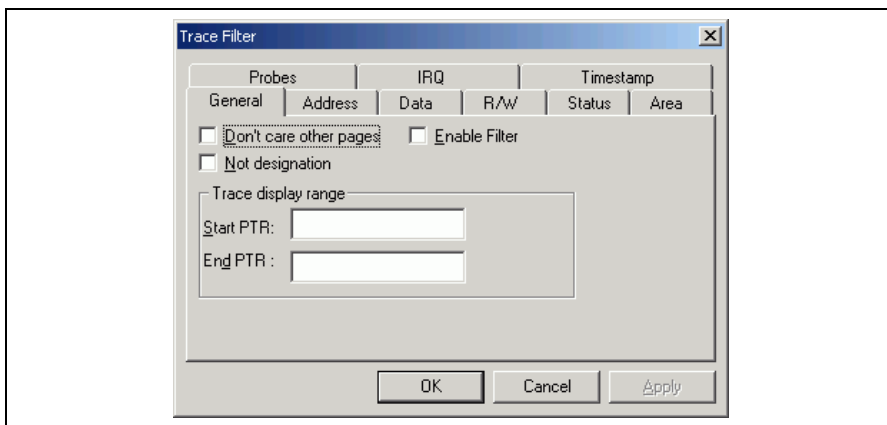 Trace Filter
Probes IRQ Timestamp
General Address Data R/W Status Area
Don't care other pages Enable Filter
Not designation
Trace display range
Start PTR:
End PTR :
OK Cancel Apply